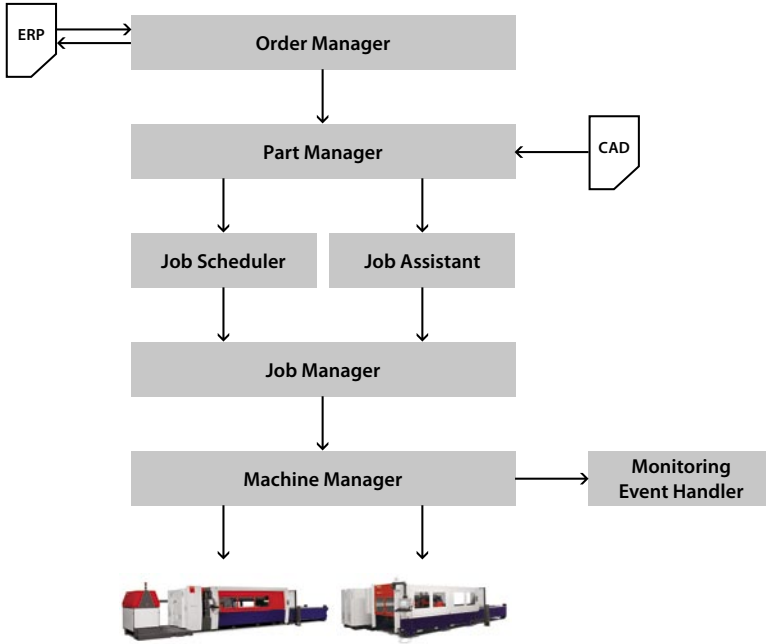 ERP
Order Manager
Part Manager
CAD
Job Scheduler
Job Assistant
Job Manager
Machine Manager
Monitoring
Event Handler